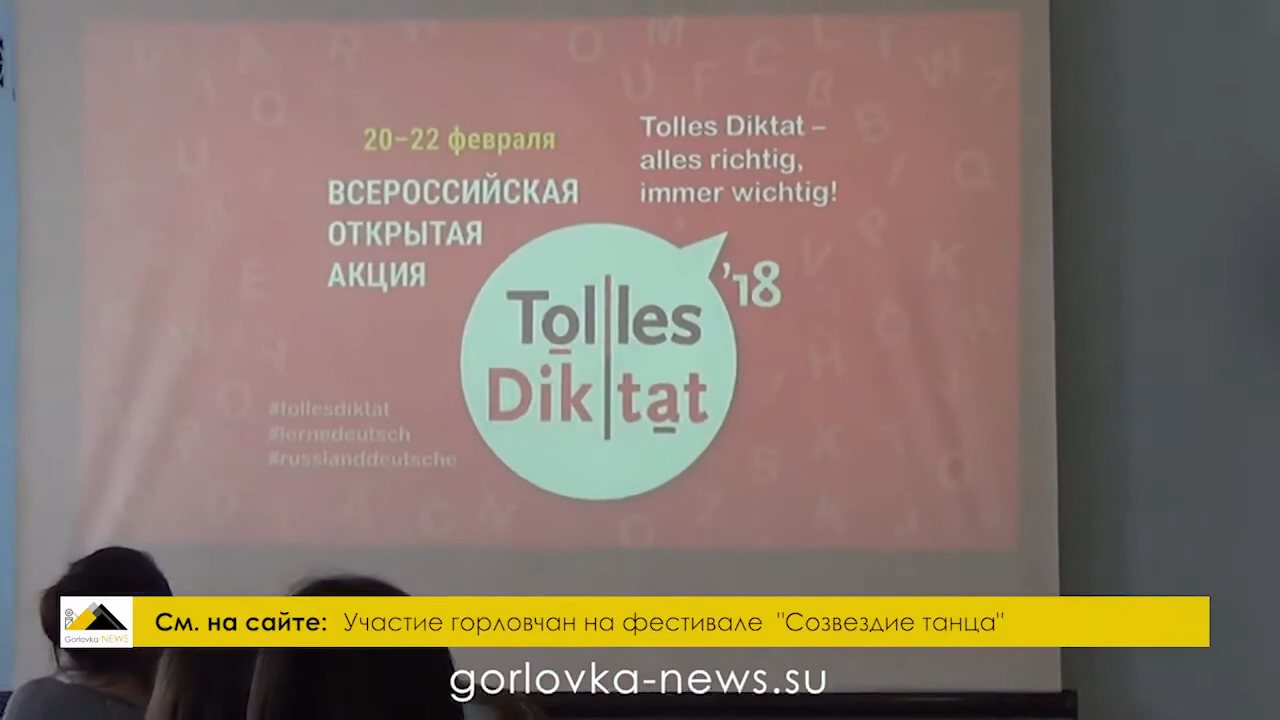 20–22 февраля
ВСЕРОССИЙСКАЯ
ОТКРЫТАЯ
АКЦИЯ
Tolles Diktat –
alles richtig,
immer wichtig!
Tolles
Diktat
’18
#tollesdiktat
#lernedeutsch
#russlanddeutsche
Gorlovka NEWS
См. на сайте: Участие горловчан на фестивале "Созвездие танца"
gorlovka-news.su